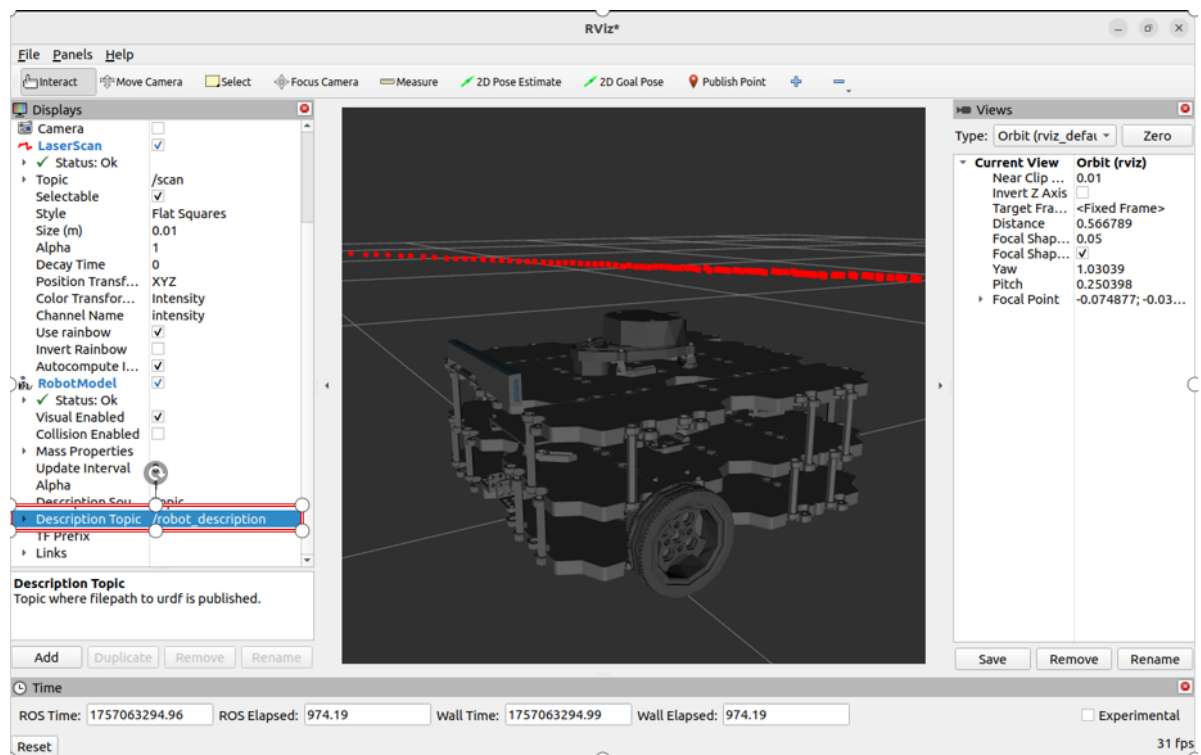 RViz*
File Panels Help
Interact Move Camera Select Focus Camera Measure 2D Pose Estimate 2D Goal Pose Publish Point
Displays
Camera
LaserScan
✓ Status: Ok
Topic /scan
Selectable
Style Flat Squares
Size (m) 0.01
Alpha 1
Decay Time 0
Position Transf... XYZ
Color Transfor... Intensity
Channel Name intensity
Use rainbow
Invert Rainbow
Autocompute I...
RobotModel
✓ Status: Ok
Visual Enabled
Collision Enabled
Mass Properties
Update Interval
Alpha
Description Sou
Description Topic /robot_description
TF Prefix
Links
Description Topic
Topic where filepath to urdf is published.
Add Duplicate Remove Rename
Views
Type: Orbit (rviz_defau Zero
Current View Orbit (rviz)
Near Clip ... 0.01
Invert Z Axis
Target Fra... <Fixed Frame>
Distance 0.566789
Focal Shap... 0.05
Focal Shap...
Yaw 1.03039
Pitch 0.250398
Focal Point -0.074877; -0.03...
Save Remove Rename
Time
ROS Time: 1757063294.96 ROS Elapsed: 974.19 Wall Time: 1757063294.99 Wall Elapsed: 974.19 Experimental
Reset 31 fps